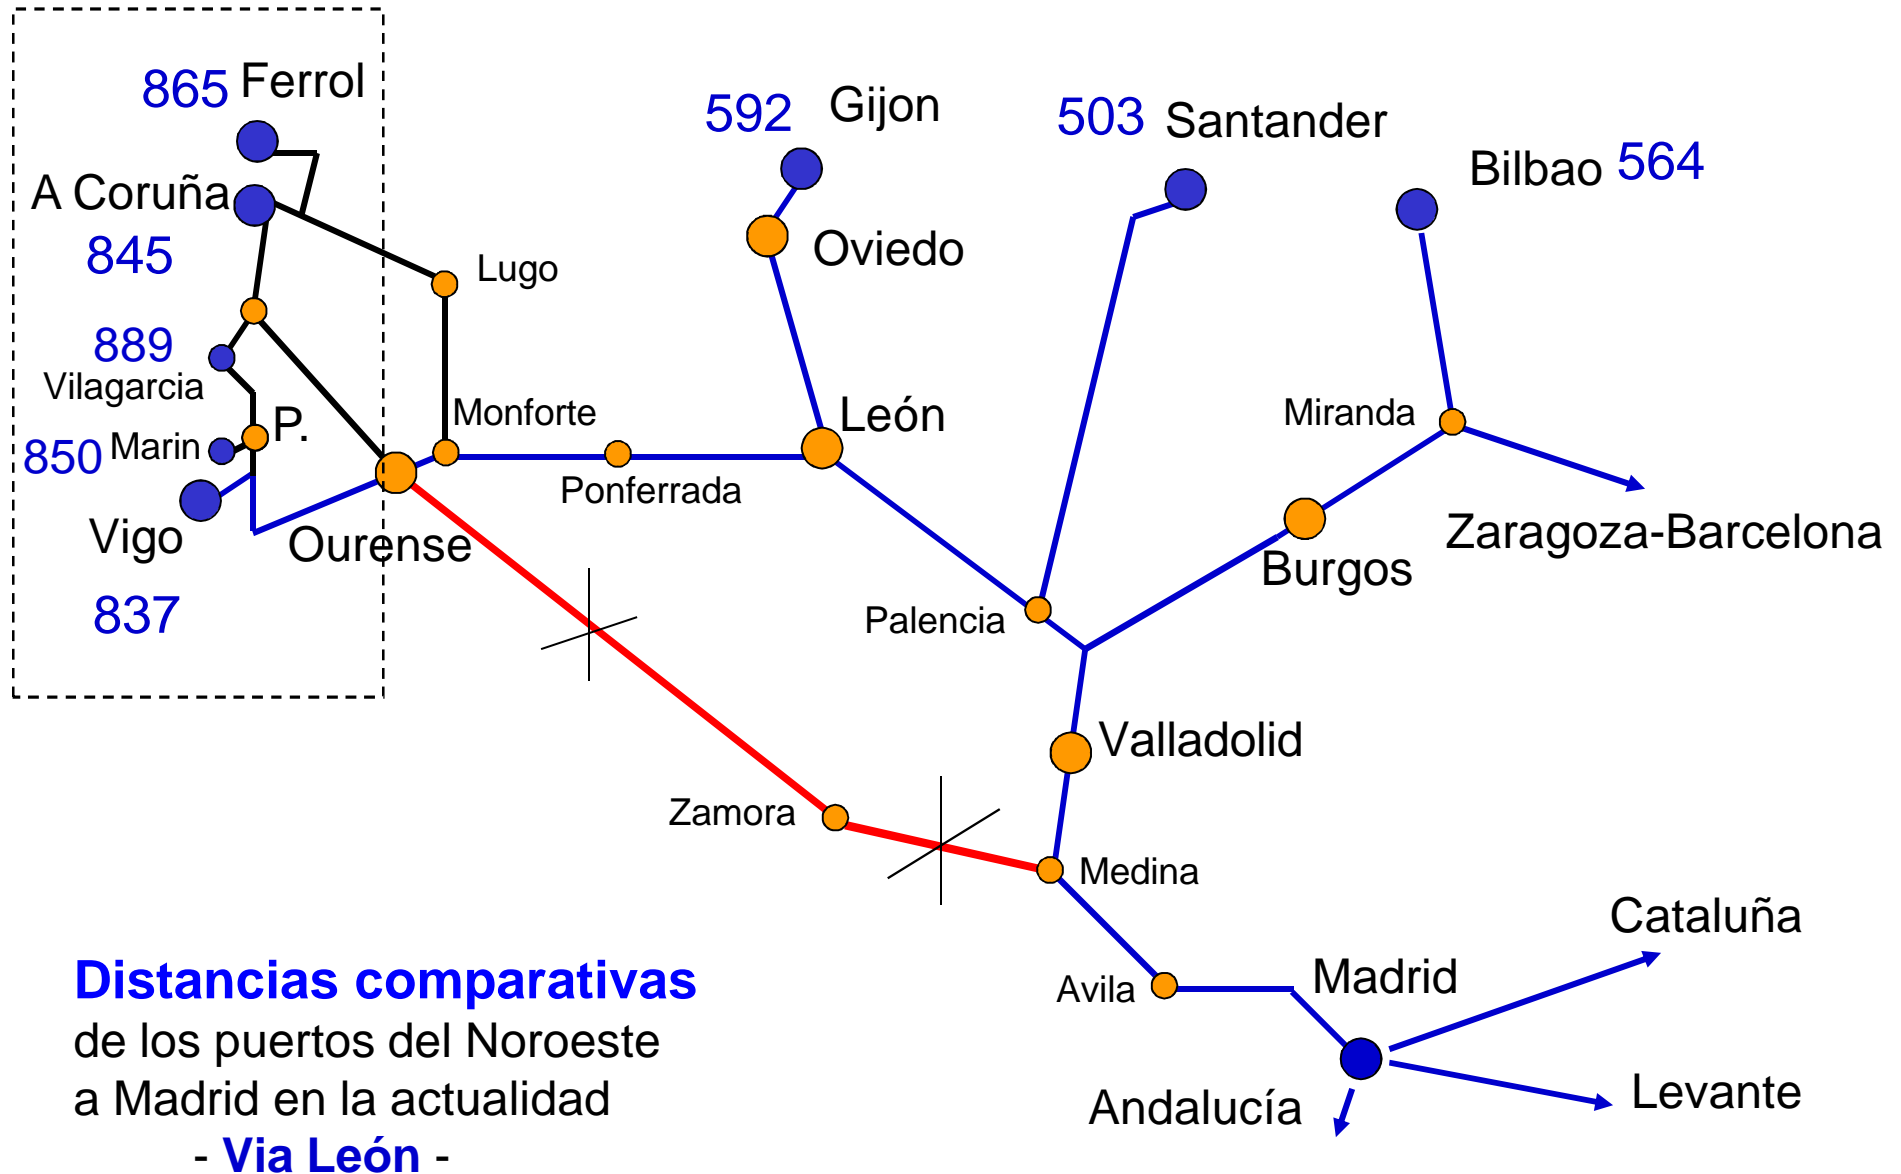 865 Ferrol
592 Gijon
503 Santander
Bilbao 564
A Coruña
845
Oviedo
Lugo
889
Vilagarcia
Monforte
León
Miranda
P.
850 Marin
Ponferrada
Vigo
Ourense
Zaragoza-Barcelona
Burgos
837
Palencia
Valladolid
Zamora
Medina
Cataluña
Avila
Madrid
Levante
Andalucía
Distancias comparativas
de los puertos del Noroeste
a Madrid en la actualidad
- Via León -